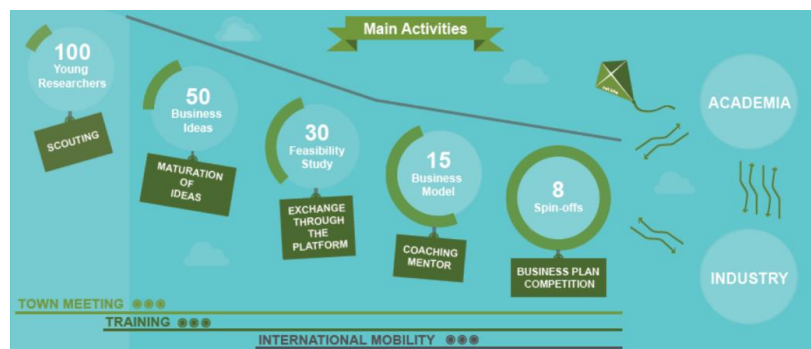 Main Activities
100
Young
Researchers
SCOUTING
50
Business
Ideas
MATURATION
OF
IDEAS
30
Feasibility
Study
EXCHANGE
THROUGH
THE
PLATFORM
15
Business
Model
COACHING
MENTOR
8
Spin-offs
BUSINESS PLAN
COMPETITION
ACADEMIA
INDUSTRY
TOWN MEETING
TRAINING
INTERNATIONAL MOBILITY